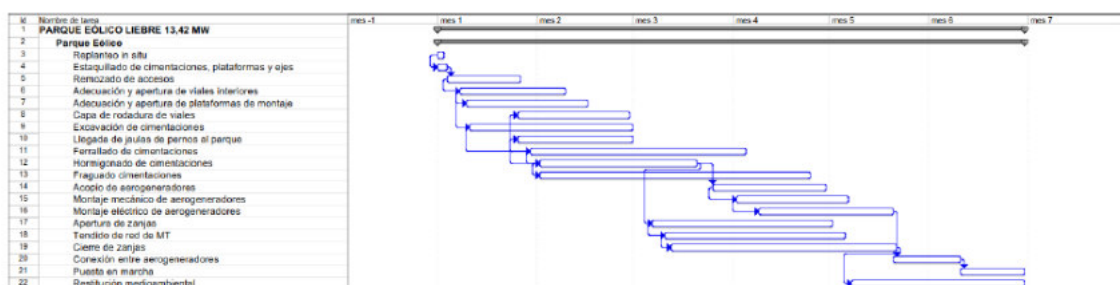 Id Nombre de tarea mes -1 mes 1 mes 2 mes 3 mes 4 mes 5 mes 6 mes 7
1 PARQUE EÓLICO LIEBRE 13,42 MW
2 Parque Eólico
3 Replanteo in situ
4 Estaquillado de cimentaciones, plataformas y ejes
5 Remozado de accesos
6 Adecuación y apertura de viales interiores
7 Adecuación y apertura de plataformas de montaje
8 Capa de rodadura de viales
9 Excavación de cimentaciones
10 Llegada de jaulas de pernos al parque
11 Ferrallado de cimentaciones
12 Hormigonado de cimentaciones
13 Fraguado cimentaciones
14 Acopio de aerogeneradores
15 Montaje mecánico de aerogeneradores
16 Montaje eléctrico de aerogeneradores
17 Apertura de zanjas
18 Tendido de red de MT
19 Cierre de zanjas
20 Conexión entre aerogeneradores
21 Puesta en marcha
22 Restitución medioambiental